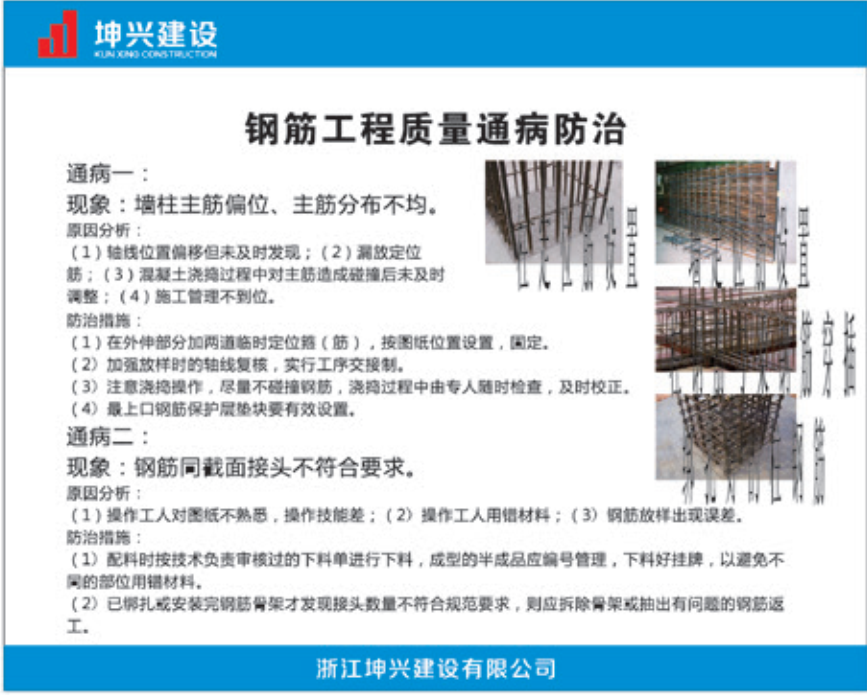 坤兴建设
KUN XING CONSTRUCTION
钢筋工程质量通病防治
通病一：
现象：墙柱主筋偏位、主筋分布不均。
原因分析：
（1）轴线位置偏移但未及时发现；（2）漏放定位
筋；（3）混凝土浇捣过程中对主筋造成碰撞后未及时
调整；（4）施工管理不到位。
防治措施：
（1）在外伸部分加两道临时定位箍（筋），按图纸位置设置，固定。
（2）加强放样时的轴线复核，实行工序交接制。
（3）注意浇捣操作，尽量不碰撞钢筋，浇捣过程中由专人随时检查，及时校正。
（4）最上口钢筋保护层垫块要有效设置。
通病二：
现象：钢筋同截面接头不符合要求。
原因分析：
（1）操作工人对图纸不熟悉，操作技能差；（2）操作工人用错材料；（3）钢筋放样出现误差。
防治措施：
（1）配料时按技术负责审核过的下料单进行下料，成型的半成品应编号管理，下料好挂牌，以避免不
同的部位用错材料。
（2）已绑扎或安装完钢筋骨架才发现接头数量不符合规范要求，则应拆除骨架或抽出有问题的钢筋返
工。
浙江坤兴建设有限公司